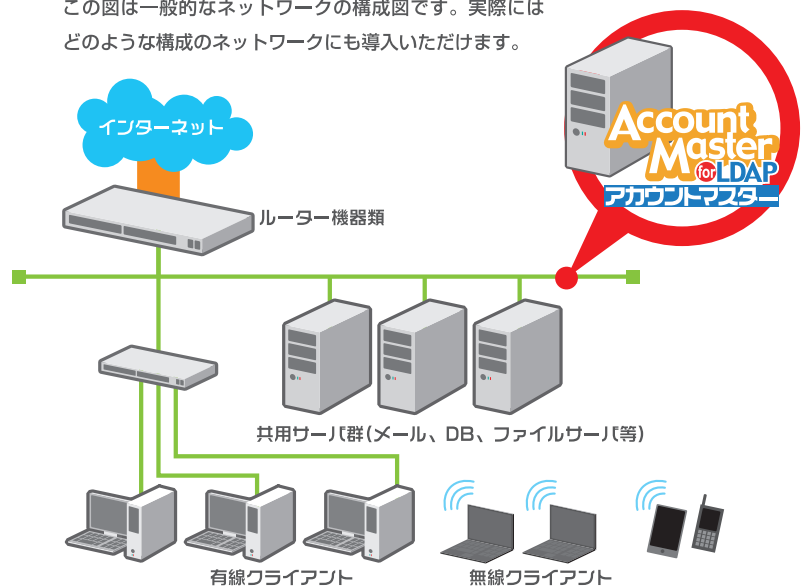 この図は一般的なネットワークの構成図です。実際には
どのような構成のネットワークにも導入いただけます。
インターネット
Account
Master
for LDAP
アカウントマスター
ルーター機器類
共用サーバ群(メール、DB、ファイルサーバ等)
有線クライアント
無線クライアント